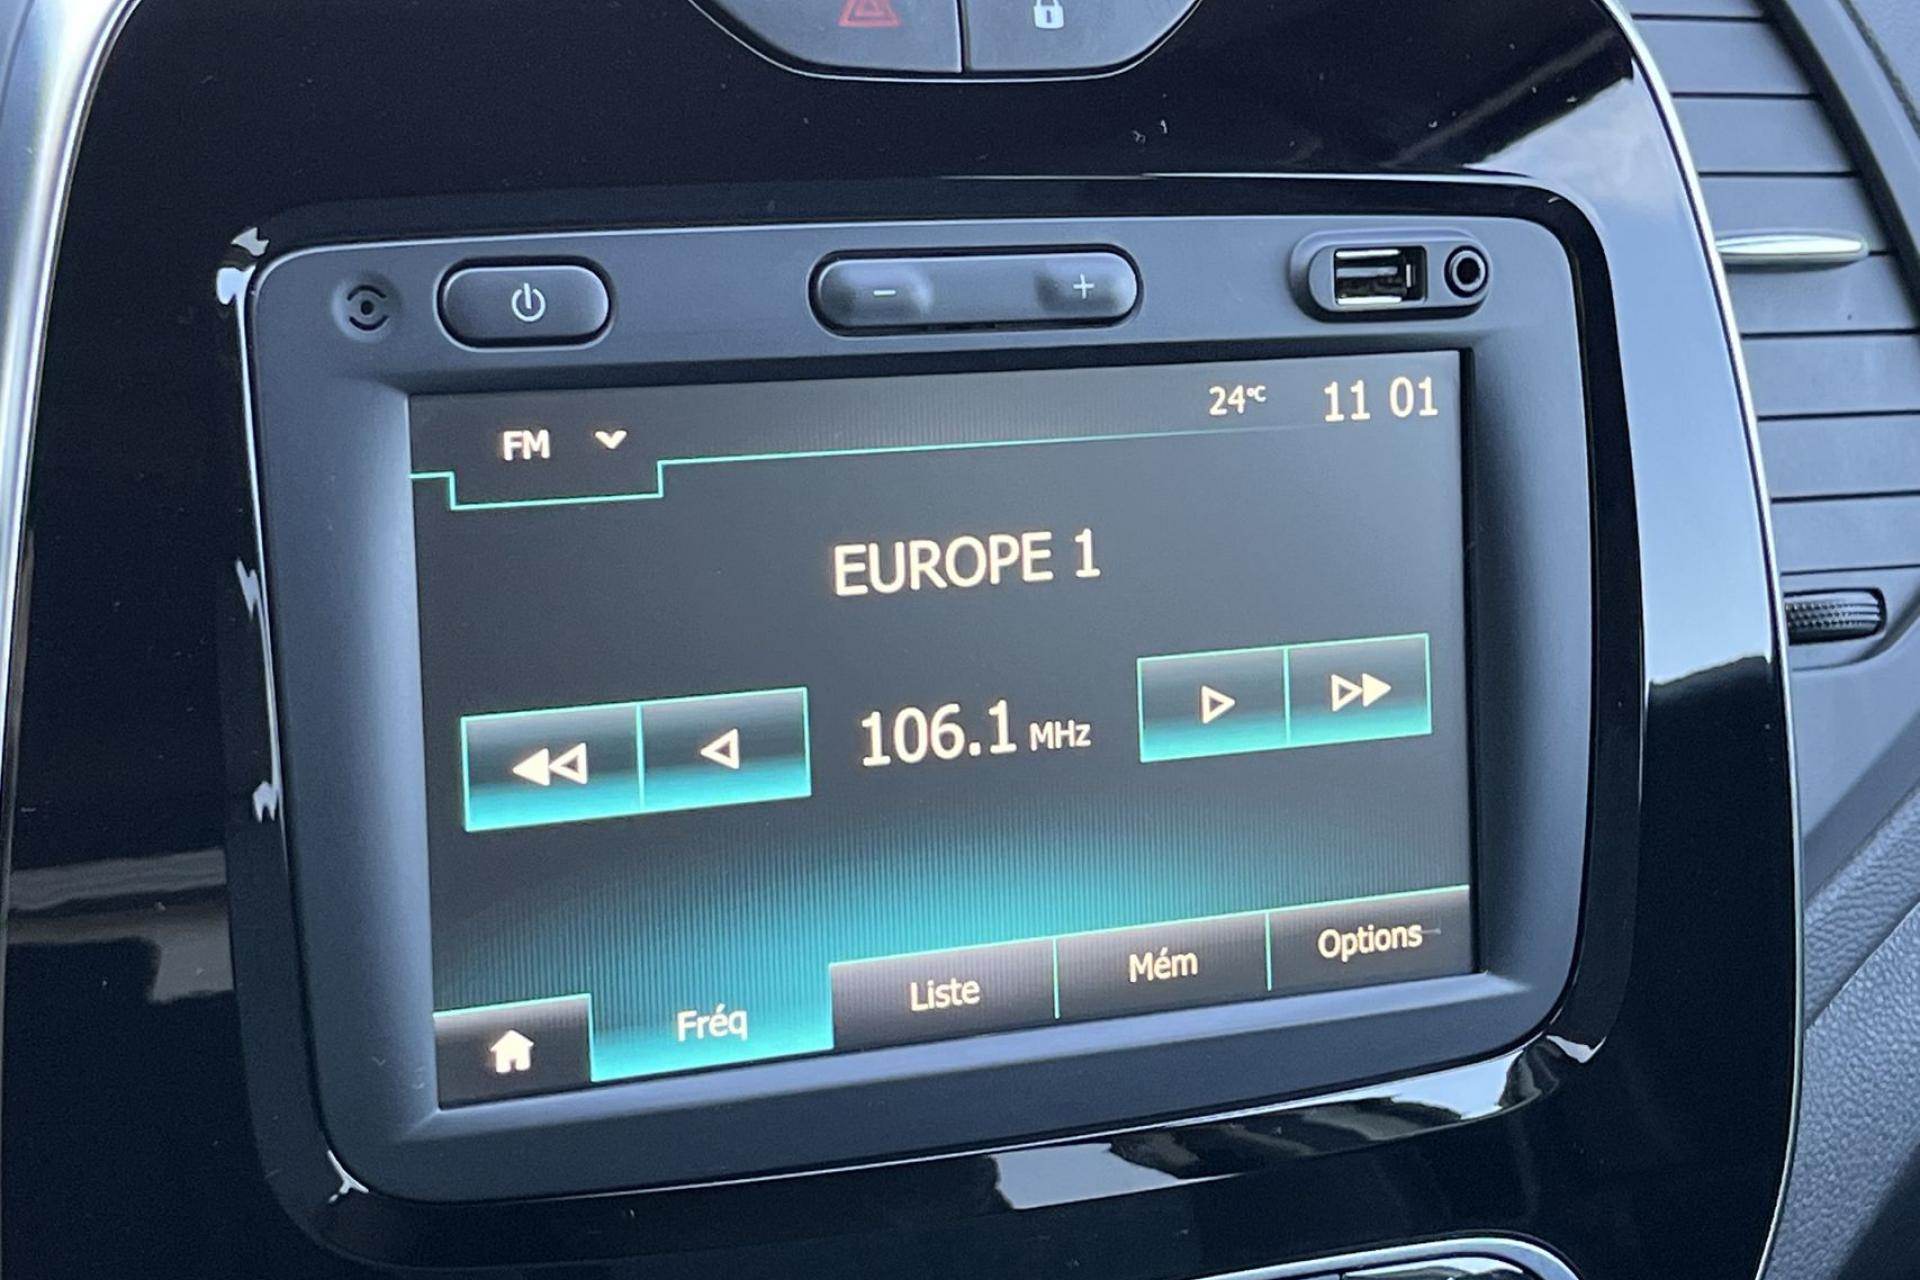 FM
24°C 11 01
EUROPE 1
106.1 MHz
Fréq Liste Mém Options